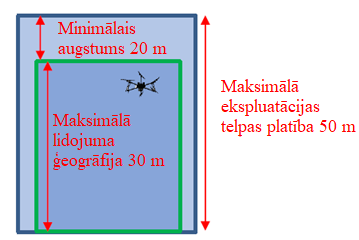 Minimālais
augstums 20 m
Maksimālā
lidojuma
ģeogrāfija 30 m
Maksimālā
ekspluatācijas
telpas platība 50 m